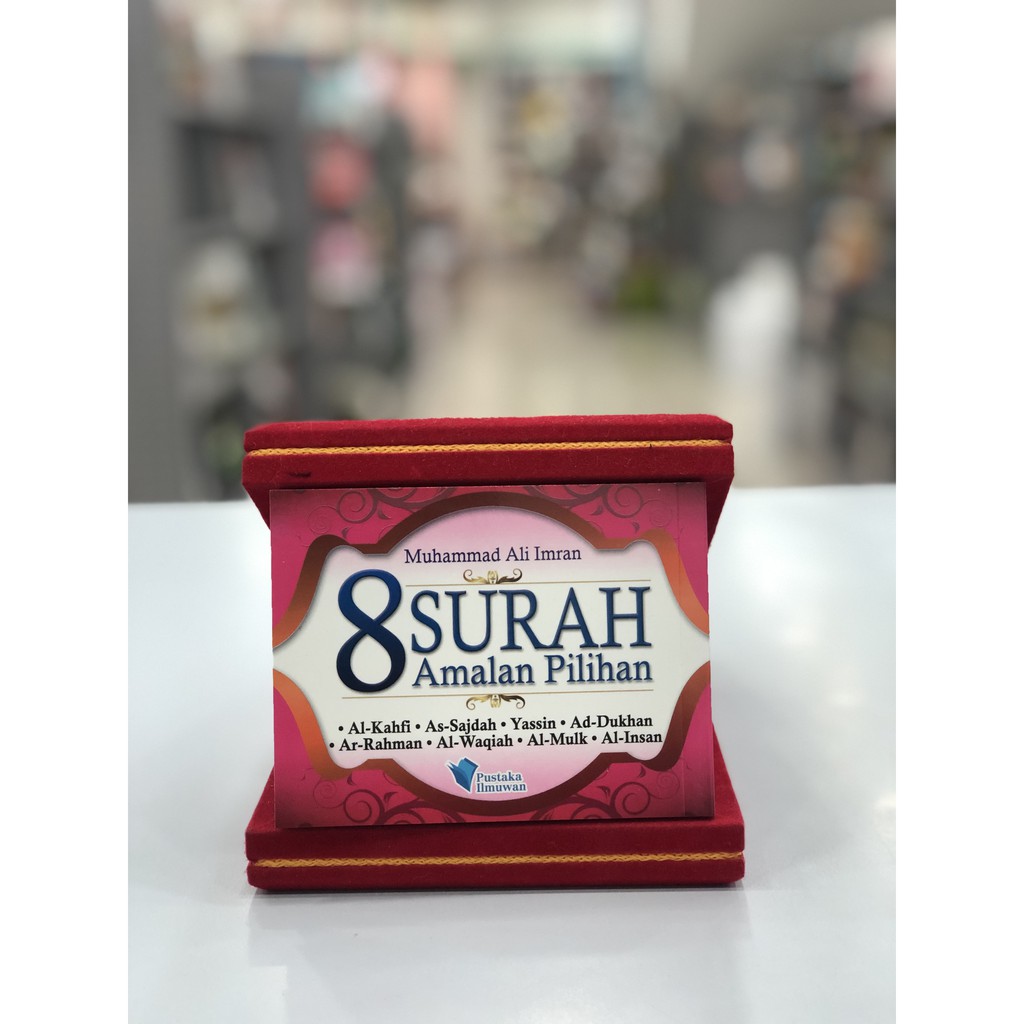 Muhammad Ali Imran
8 SURAH
Amalan Pilihan
• Al-Kahfi • As-Sajdah • Yassin • Ad-Dukhan
• Ar-Rahman • Al-Waqiah • Al-Mulk • Al-Insan
Pustaka
Ilmuwan